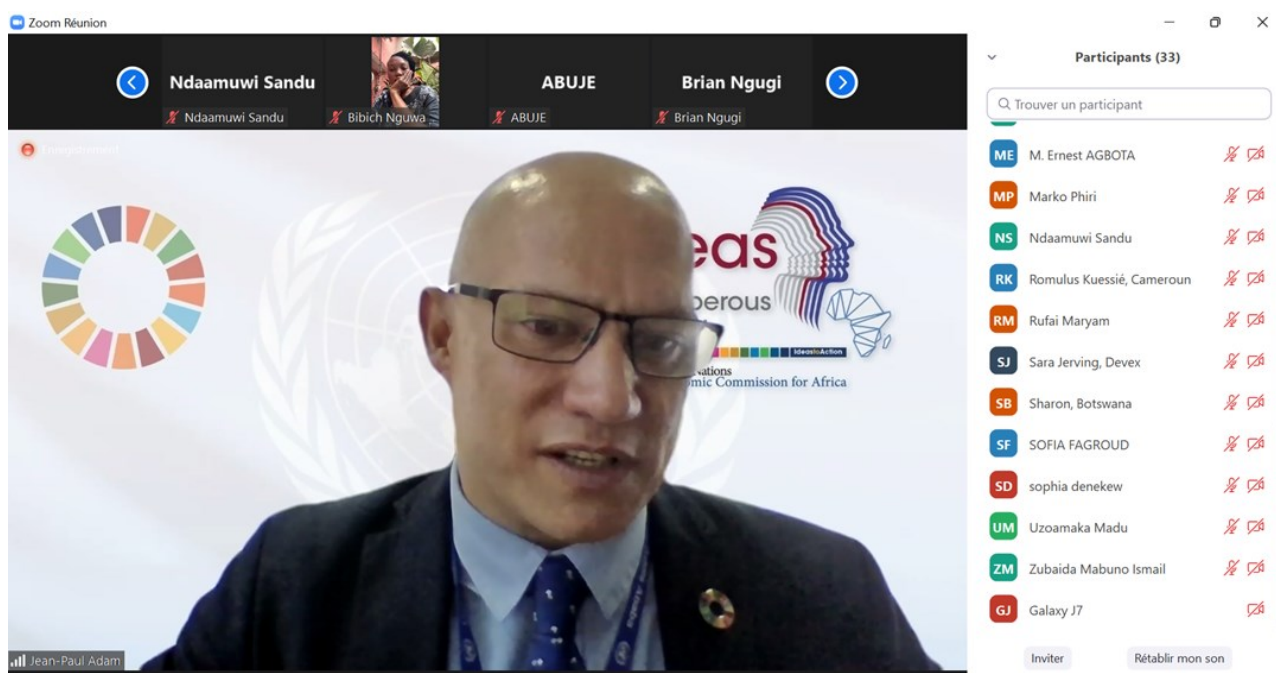 Zoom Réunion
Ndaamuwi Sandu
ABUJE
Brian Ngugi
Ndaamuwi Sandu
Bibich Nguwa
ABUJE
Brian Ngugi
Enregistrement
eas
perous
IdeastoAction
ations
omic Commission for Africa
Jean-Paul Adam
Participants (33)
Trouver un participant
ME M. Ernest AGBOTA
MP Marko Phiri
NS Ndaamuwi Sandu
RK Romulus Kuessié, Cameroun
RM Rufai Maryam
SJ Sara Jerving, Devex
SB Sharon, Botswana
SF SOFIA FAGROUD
SD sophia denekew
UM Uzoamaka Madu
ZM Zubaida Mabuno Ismail
GJ Galaxy J7
Inviter Rétablir mon son